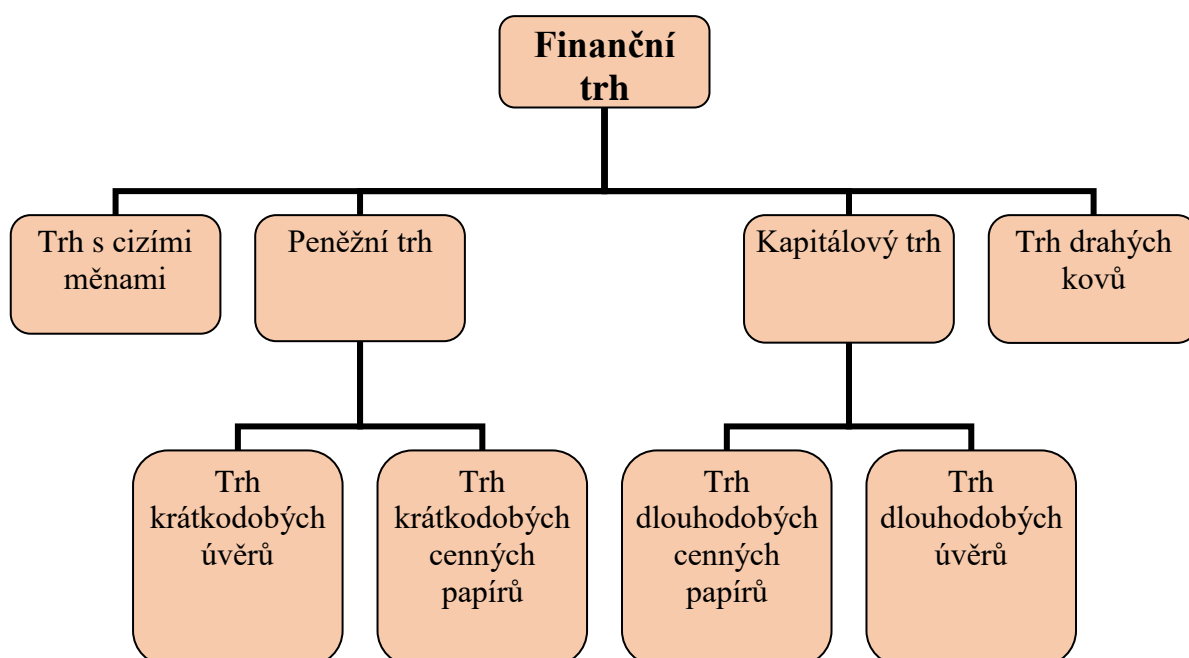 Finanční
trh
Trh s cizími
měnami
Peněžní trh
Kapitálový trh
Trh drahých
kovů
Trh
krátkodobých
úvěrů
Trh
krátkodobých
cenných
papírů
Trh
dlouhodobých
cenných
papírů
Trh
dlouhodobých
úvěrů